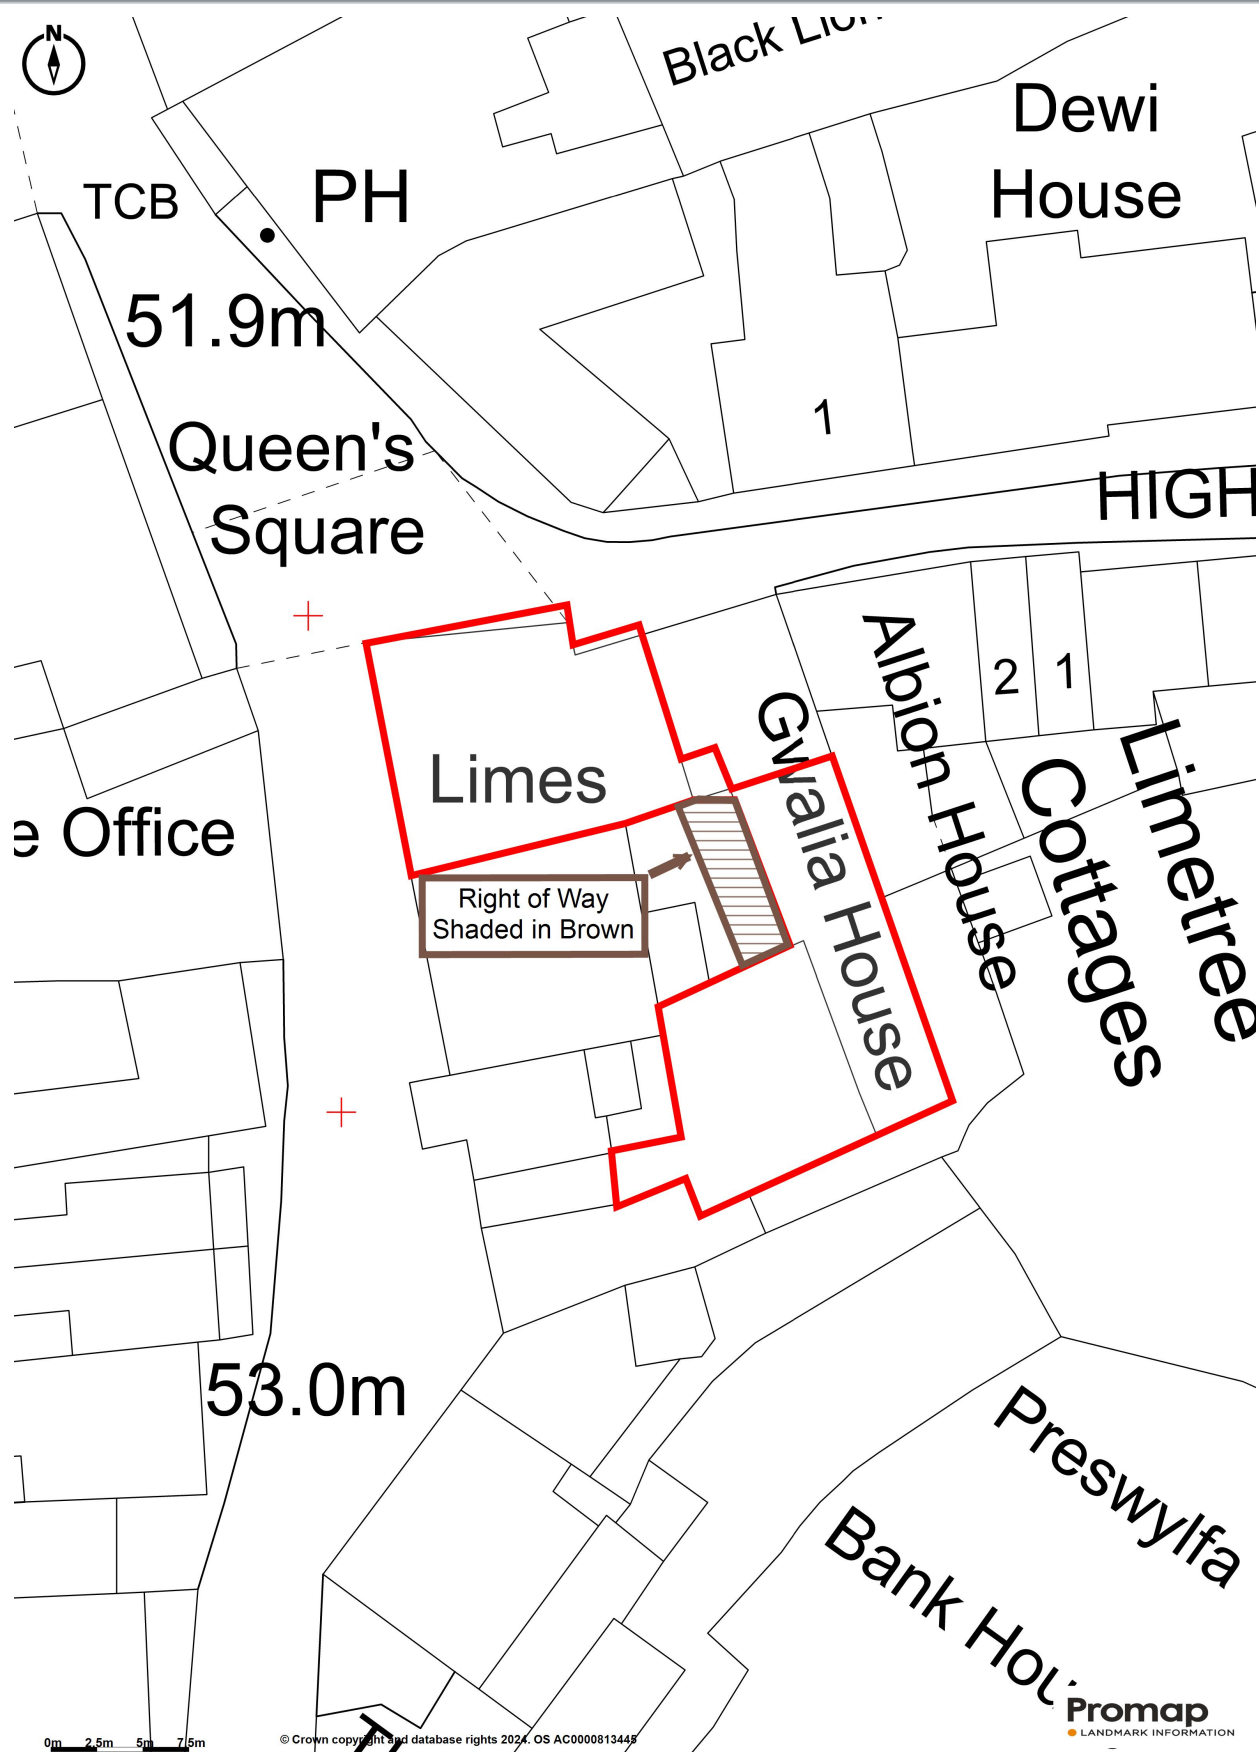 N
Black Lion
Dewi
House
TCB
PH
51.9m
1
Queen's
Square
HIGH
Albion House
2
1
Limes
Gwalia House
Limetree
Cottages
e Office
Right of Way
Shaded in Brown
53.0m
Preswylfa
Bank Hou
Promap
LANDMARK INFORMATION
0m 2.5m 5m 7.5m
© Crown copyright and database rights 2024. OS AC0000813445